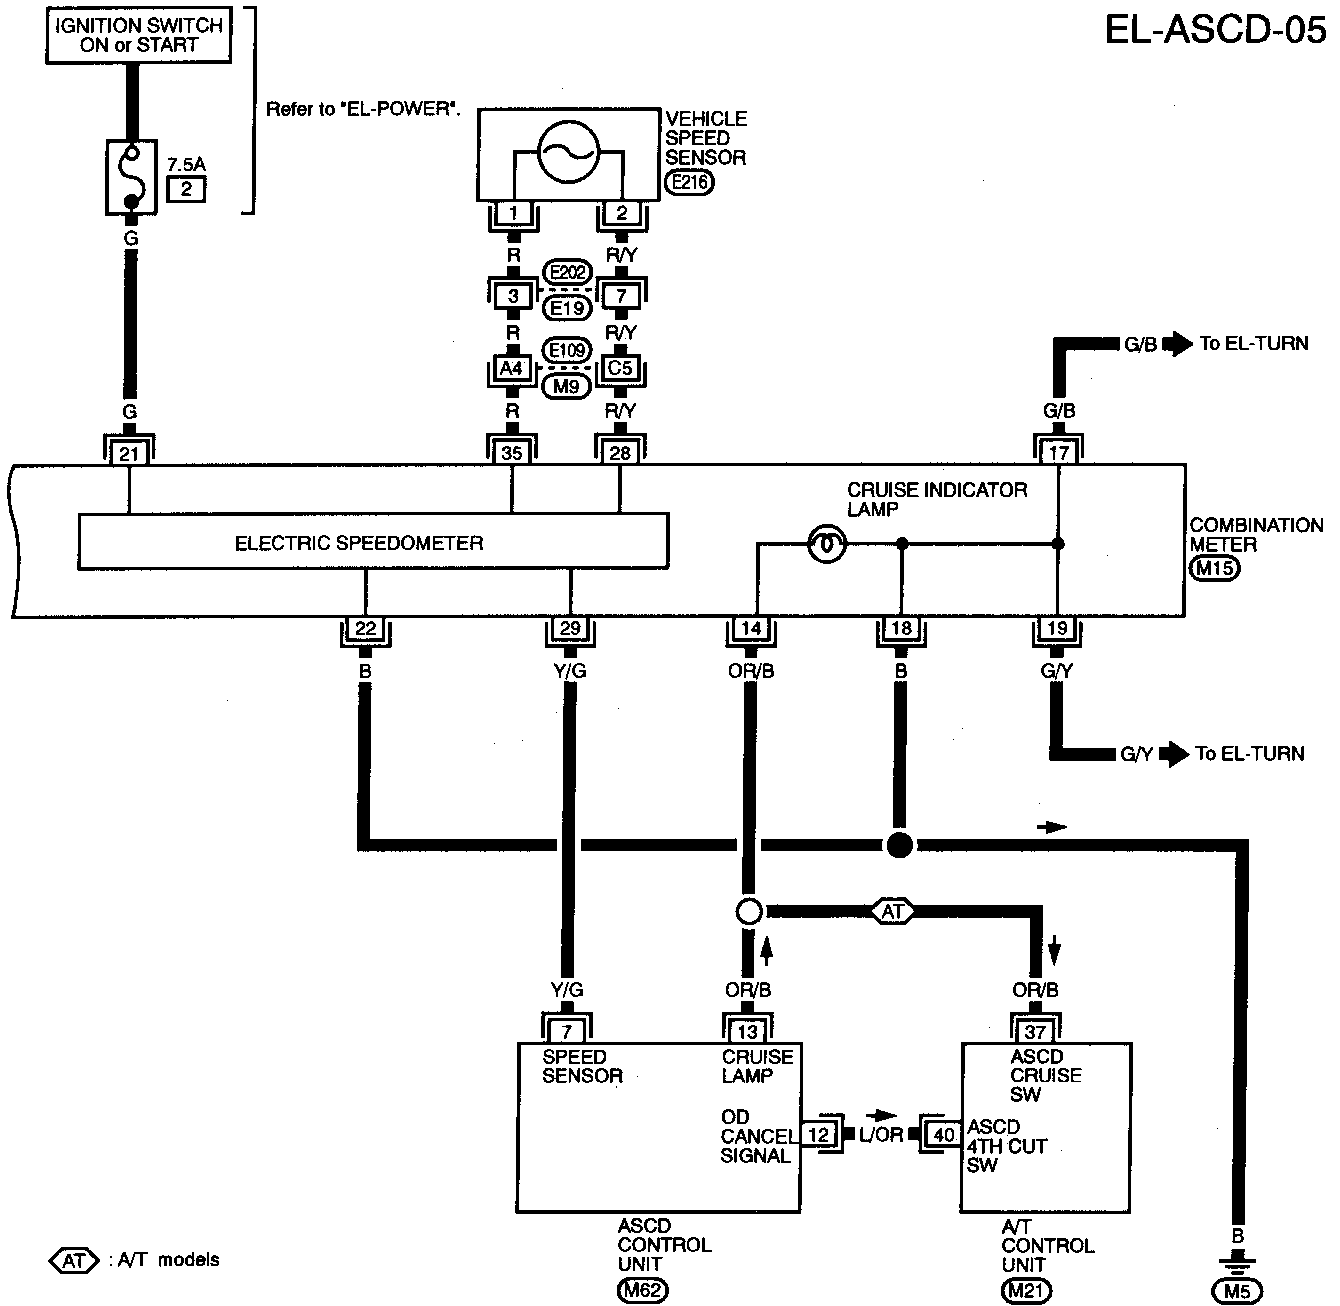 EL-ASCD-05
IGNITION SWITCH
ON or START
Refer to "EL-POWER".
7.5A
2
G
VEHICLE
SPEED
SENSOR
E216
1 2
R R/Y
E202
3 7
E19
R R/Y
E109
A4 C5
M9
R R/Y
G/B To EL-TURN
G G/B
21 35 28 17
CRUISE INDICATOR
LAMP
ELECTRIC SPEEDOMETER
COMBINATION
METER
M15
22 29 14 18 19
B Y/G OR/B B G/Y
G/Y To EL-TURN
AT
Y/G OR/B OR/B
7 13 37
SPEED
SENSOR
CRUISE
LAMP
ASCD
CRUISE
SW
OD
CANCEL
SIGNAL
12 L/OR 40
ASCD
4TH CUT
SW
ASCD
CONTROL
UNIT
M62
A/T
CONTROL
UNIT
M21
B
M5
AT : A/T models